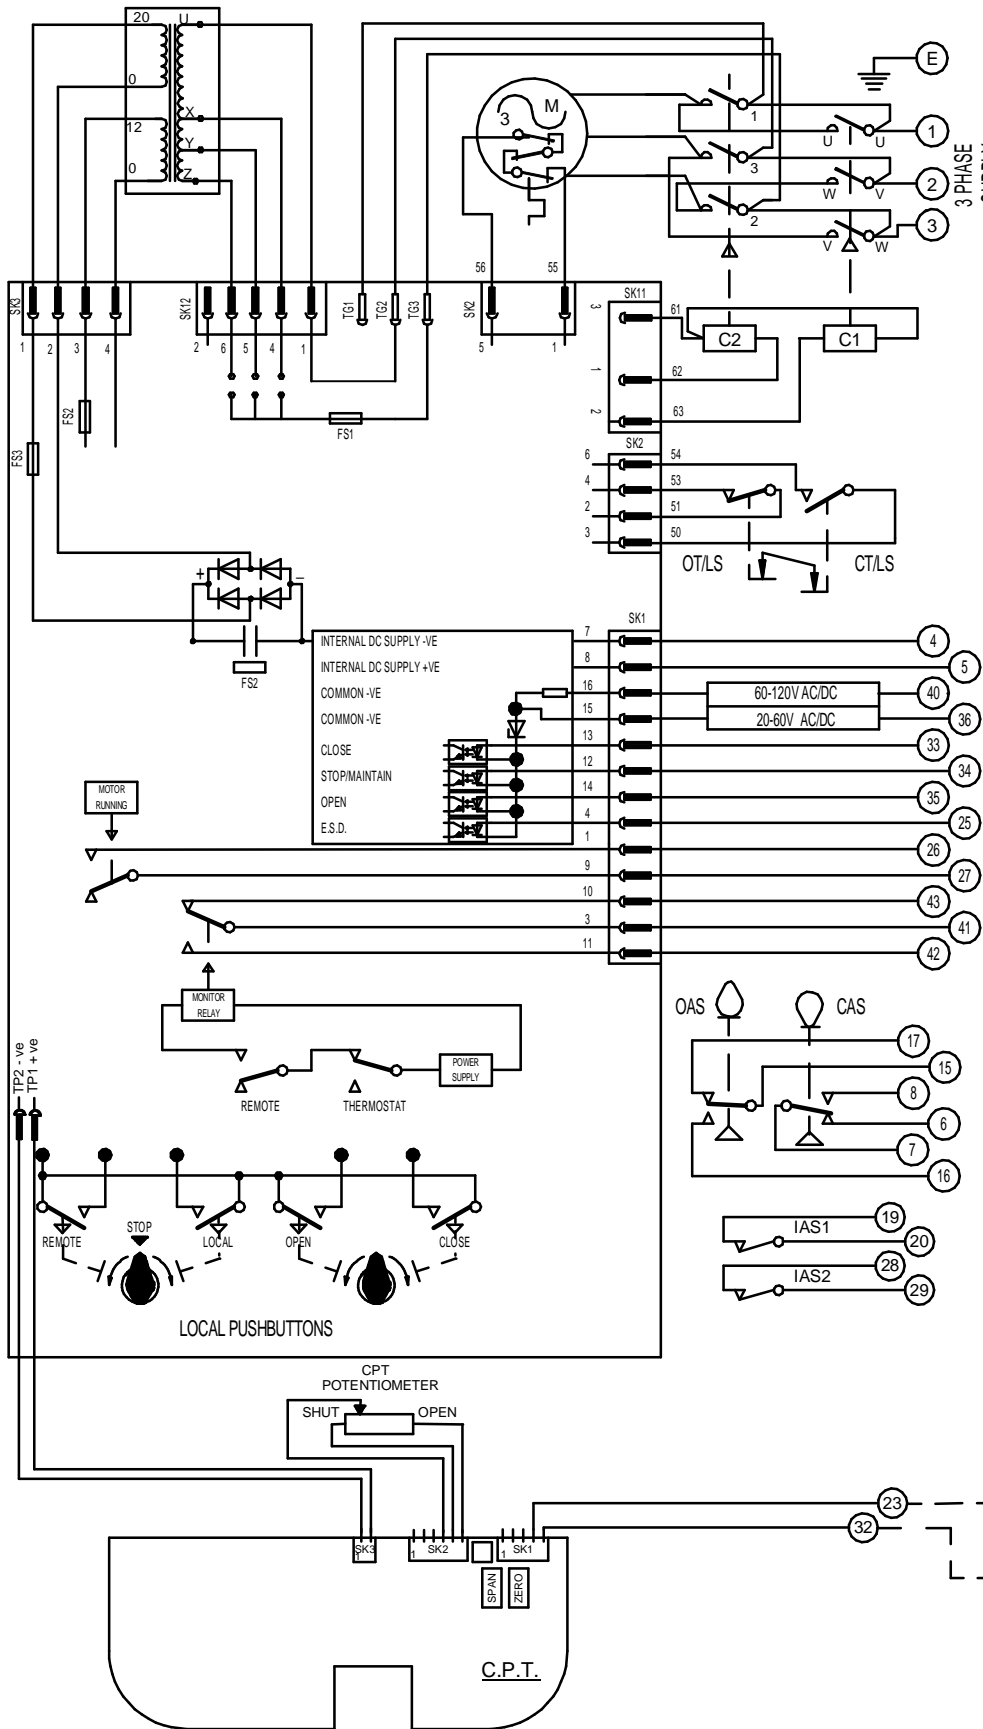 20 U
0
12 X
Y
0 Z
3 M
1
3
2
U U
W V
V W
E
1
2
3
3 PHASE
56 55
SK3
SK12
TG1
TG2
TG3
SK2
SK11
1 2 3 4
2 6 5 4 1
5 1
3 61
1 62
2 63
C2 C1
FS3
FS2
FS1
SK2
6 54
4 53
2 51
3 50
OT/LS CT/LS
+ –
FS2
SK1
INTERNAL DC SUPPLY -VE 7 4
INTERNAL DC SUPPLY +VE 8 5
COMMON -VE 16 60-120V AC/DC 40
COMMON -VE 15 20-60V AC/DC 36
CLOSE 13 33
STOP/MAINTAIN 12 34
OPEN 14 35
E.S.D. 4 25
1 26
9 27
10 43
3 41
11 42
MOTOR
RUNNING
MONITOR
RELAY
POWER
SUPPLY
REMOTE THERMOSTAT
OAS CAS
17
15
8
6
7
16
TP2 - ve
TP1 + ve
REMOTE STOP LOCAL OPEN CLOSE
LOCAL PUSHBUTTONS
IAS1 19
20
IAS2 28
29
CPT
POTENTIOMETER
SHUT OPEN
23
32
SK3
1
1 SK2
1 SK1
SPAN
ZERO
C.P.T.